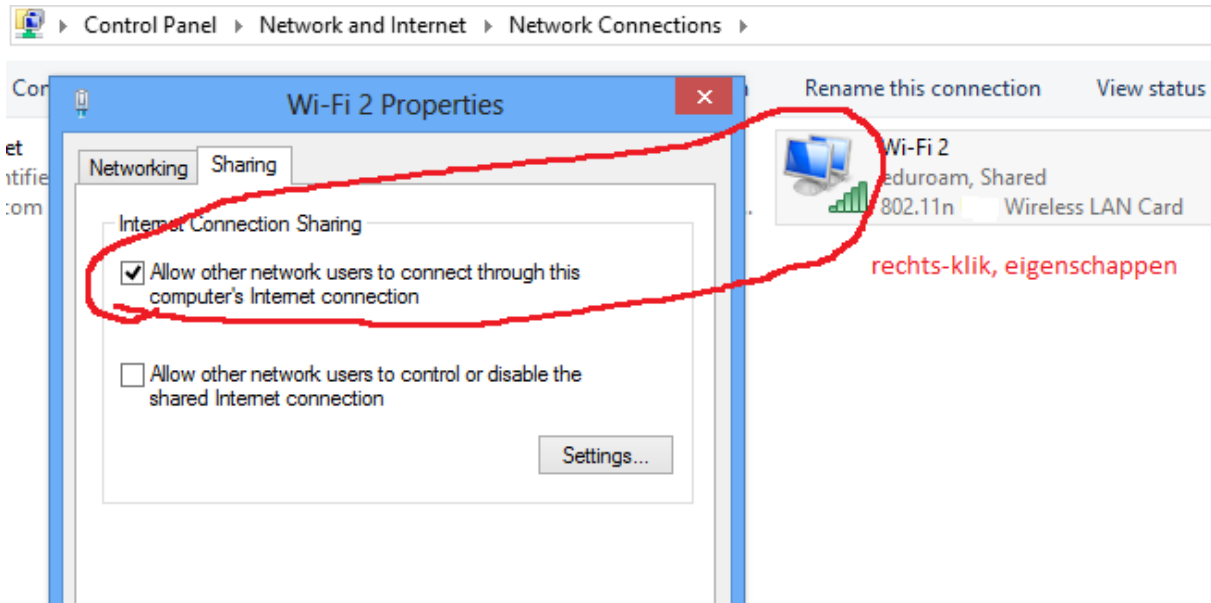 Control Panel Network and Internet Network Connections
Rename this connection View status
Wi-Fi 2 Properties
Networking Sharing
Internet Connection Sharing
Allow other network users to connect through this
computer's Internet connection
Allow other network users to control or disable the
shared Internet connection
Settings...
Wi-Fi 2
eduroam, Shared
802.11n Wireless LAN Card
rechts-klik, eigenschappen